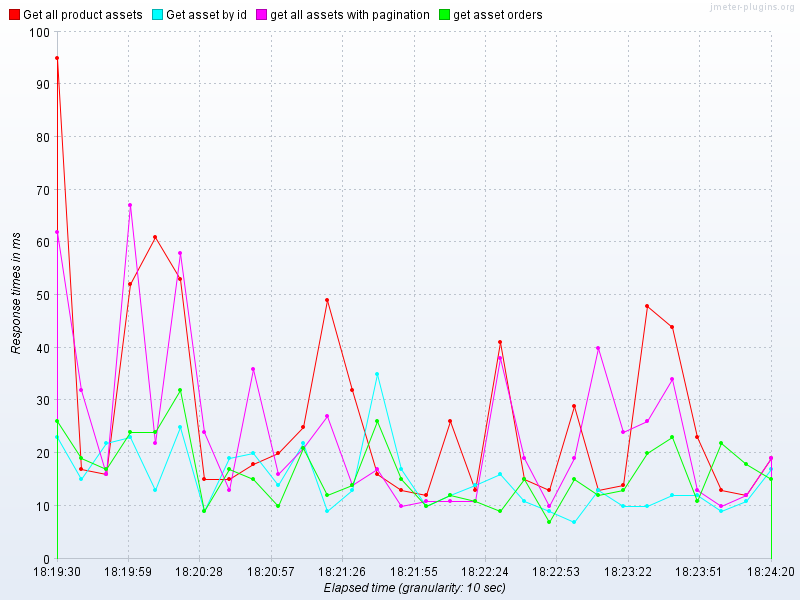 jmeter-plugins.org
Get all product assets Get asset by id get all assets with pagination get asset orders
100
90
80
70
60
50
40
30
20
10
0
Response times in ms
18:19:30 18:19:59 18:20:28 18:20:57 18:21:26 18:21:55 18:22:24 18:22:53 18:23:22 18:23:51 18:24:20
Elapsed time (granularity: 10 sec)